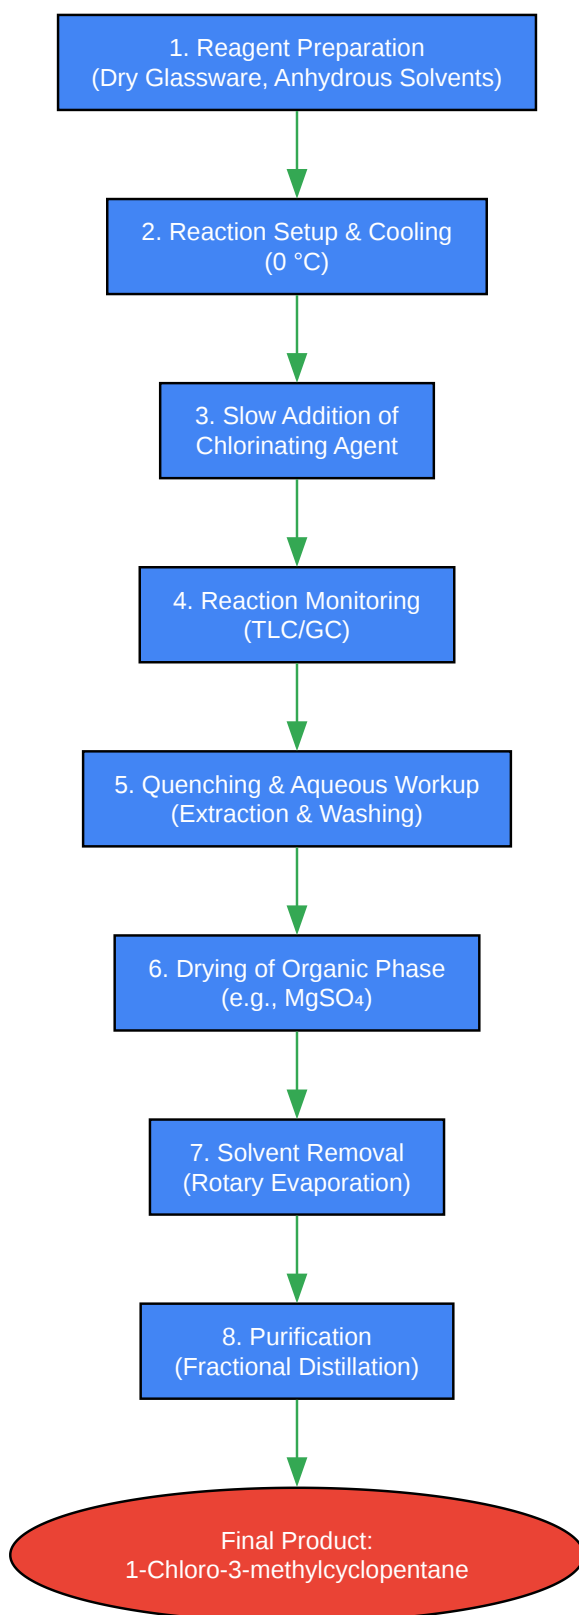 1. Reagent Preparation
(Dry Glassware, Anhydrous Solvents)
2. Reaction Setup & Cooling
(0 °C)
3. Slow Addition of
Chlorinating Agent
4. Reaction Monitoring
(TLC/GC)
5. Quenching & Aqueous Workup
(Extraction & Washing)
6. Drying of Organic Phase
(e.g., MgSO₄)
7. Solvent Removal
(Rotary Evaporation)
8. Purification
(Fractional Distillation)
Final Product:
1-Chloro-3-methylcyclopentane